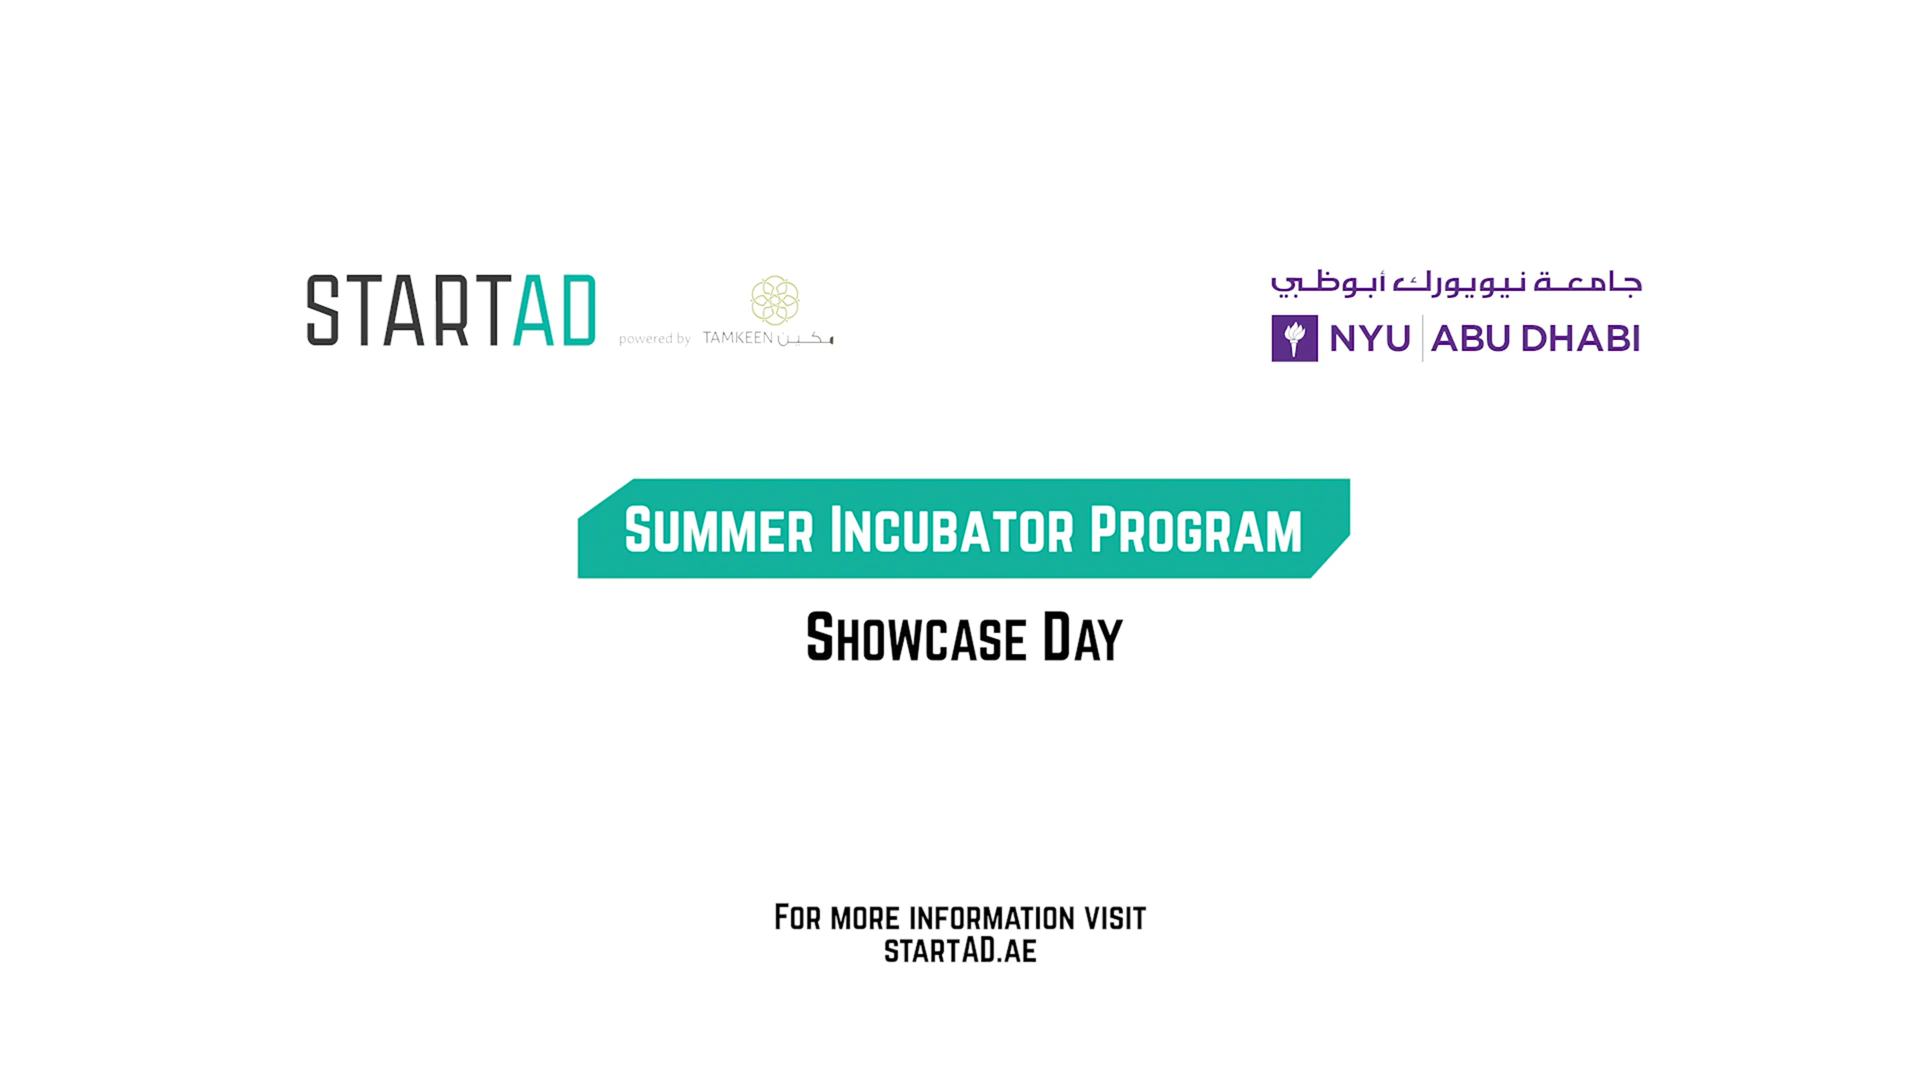 STARTAD
powered by TAMKEEN
جامعة نيويورك أبوظبي
NYU ABU DHABI
Summer Incubator Program
Showcase Day
For more information visit
startAD.ae